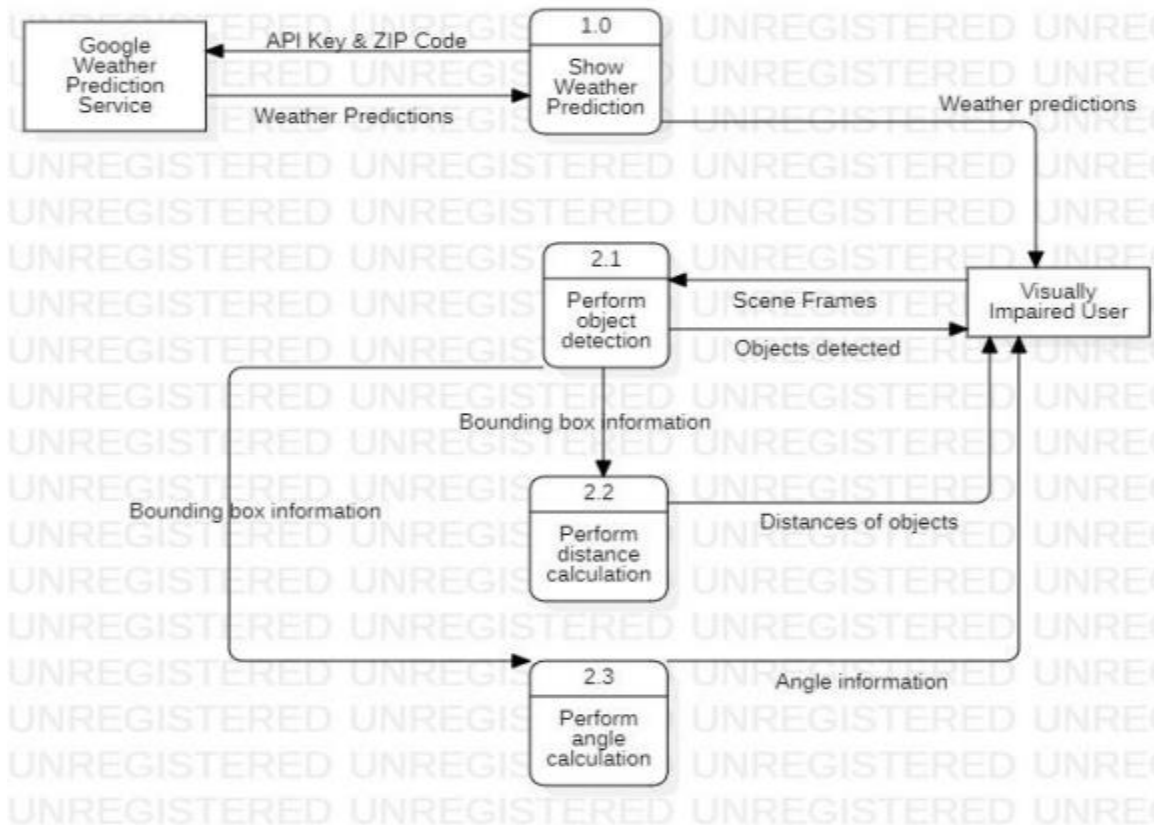 1.0
Google
Weather
Prediction
Service
API Key & ZIP Code
Show
Weather
Prediction
Weather Predictions
Weather predictions
2.1
Perform
object
detection
Scene Frames
Objects detected
Visually
Impaired User
Bounding box information
2.2
Perform
distance
calculation
Distances of objects
Bounding box information
2.3
Perform
angle
calculation
Angle information
UNREGISTERED UNREGISTERED UNREGISTERED UNREGISTERED